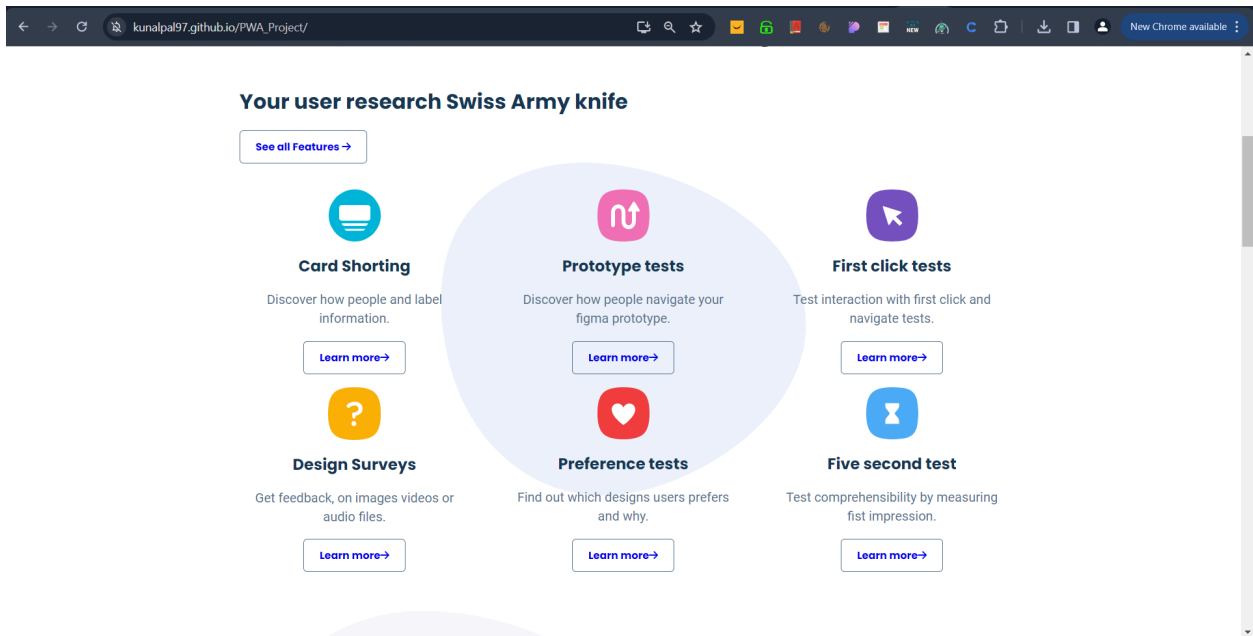 kunalpal97.github.io/PWA_Project/
New Chrome available
Your user research Swiss Army knife
See all Features →
Card Shorting
Discover how people and label
information.
Learn more→
Prototype tests
Discover how people navigate your
figma prototype.
Learn more→
First click tests
Test interaction with first click and
navigate tests.
Learn more→
Design Surveys
Get feedback, on images videos or
audio files.
Learn more→
Preference tests
Find out which designs users prefers
and why.
Learn more→
Five second test
Test comprehensibility by measuring
fist impression.
Learn more→